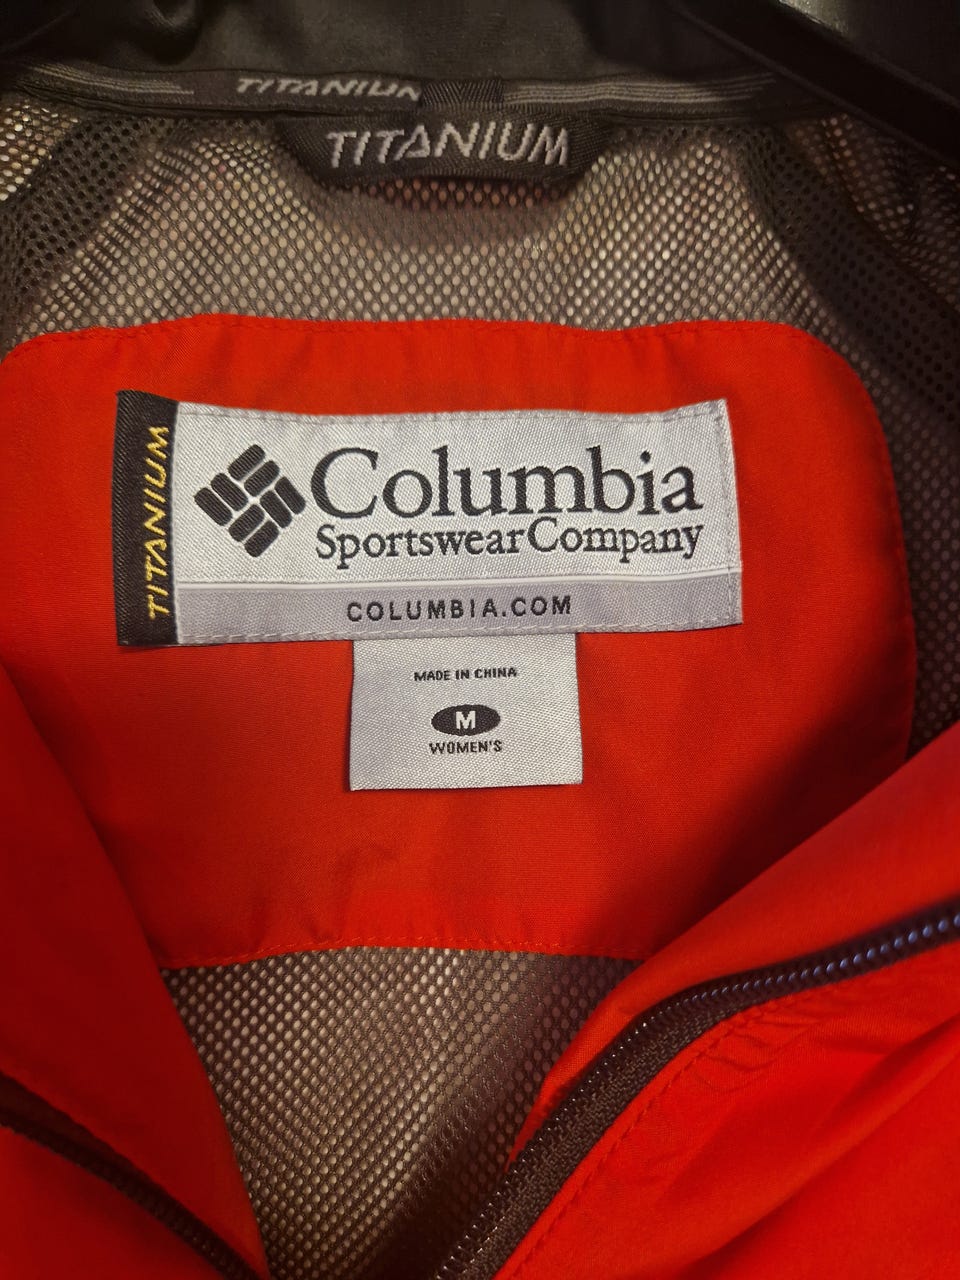 TITANIUM
TITANIUM
TITANIUM
Columbia
Sportswear Company
COLUMBIA.COM
MADE IN CHINA
M
WOMEN'S